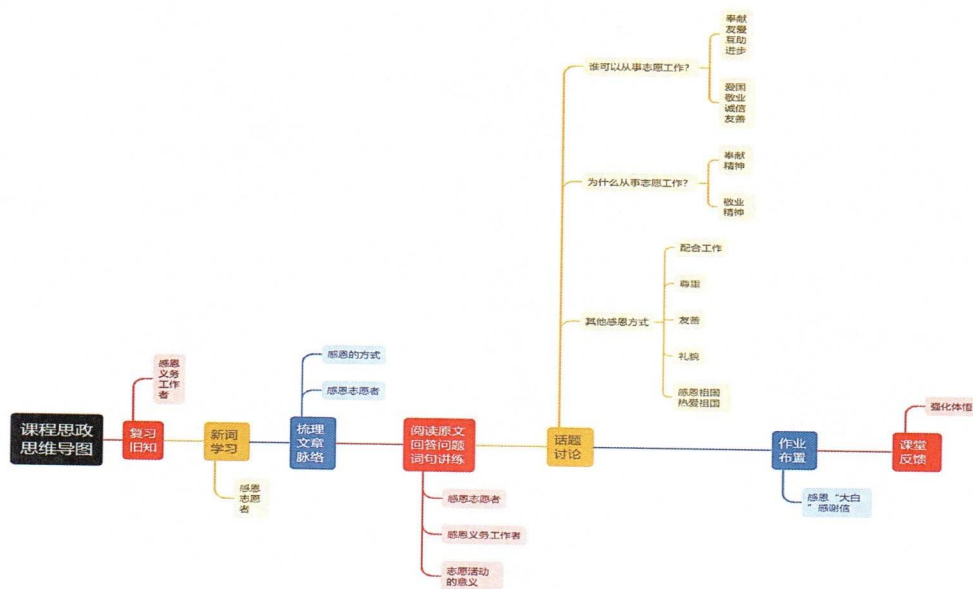 课程思政
思维导图
复习
旧知
感恩
义务
工作
者
新词
学习
感恩
志愿
者
梳理
文章
脉络
感恩的方式
感恩志愿者
阅读原文
回答问题
词句讲练
感恩志愿者
感恩义务工作者
志愿活动
的意义
话题
讨论
谁可以从事志愿工作?
奉献
友爱
互助
进步
爱国
敬业
诚信
友善
为什么从事志愿工作?
奉献
精神
敬业
精神
其他感恩方式
配合工作
尊重
友善
礼貌
感恩祖国
热爱祖国
作业
布置
感恩“大白
”感谢信
课堂
反馈
强化体悟